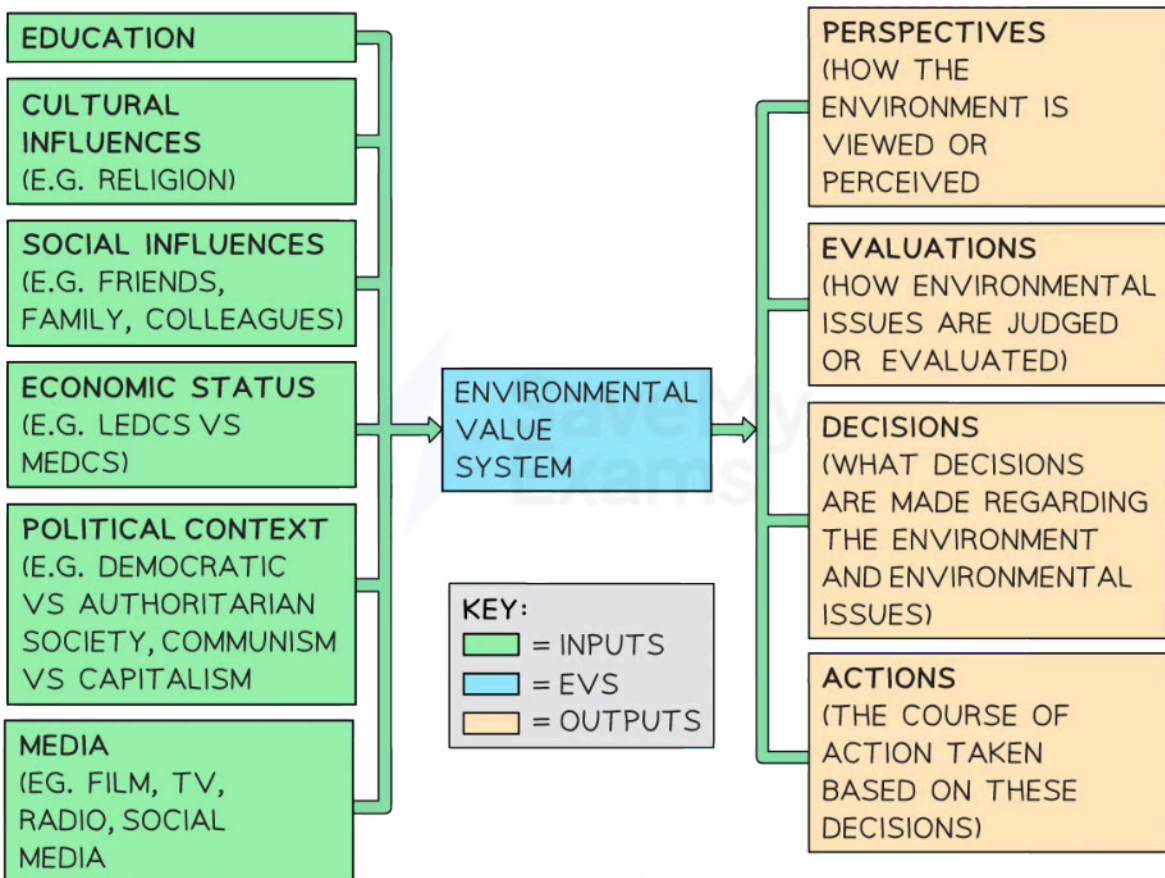 EDUCATION
CULTURAL
INFLUENCES
(E.G. RELIGION)
SOCIAL INFLUENCES
(E.G. FRIENDS,
FAMILY, COLLEAGUES)
ECONOMIC STATUS
(E.G. LEDCS VS
MEDCS)
POLITICAL CONTEXT
(E.G. DEMOCRATIC
VS AUTHORITARIAN
SOCIETY, COMMUNISM
VS CAPITALISM
MEDIA
(EG. FILM, TV,
RADIO, SOCIAL
MEDIA
ENVIRONMENTAL
VALUE
SYSTEM
SaveMy
Exams
KEY:
= INPUTS
= EVS
= OUTPUTS
PERSPECTIVES
(HOW THE
ENVIRONMENT IS
VIEWED OR
PERCEIVED
EVALUATIONS
(HOW ENVIRONMENTAL
ISSUES ARE JUDGED
OR EVALUATED)
DECISIONS
(WHAT DECISIONS
ARE MADE REGARDING
THE ENVIRONMENT
AND ENVIRONMENTAL
ISSUES)
ACTIONS
(THE COURSE OF
ACTION TAKEN
BASED ON THESE
DECISIONS)